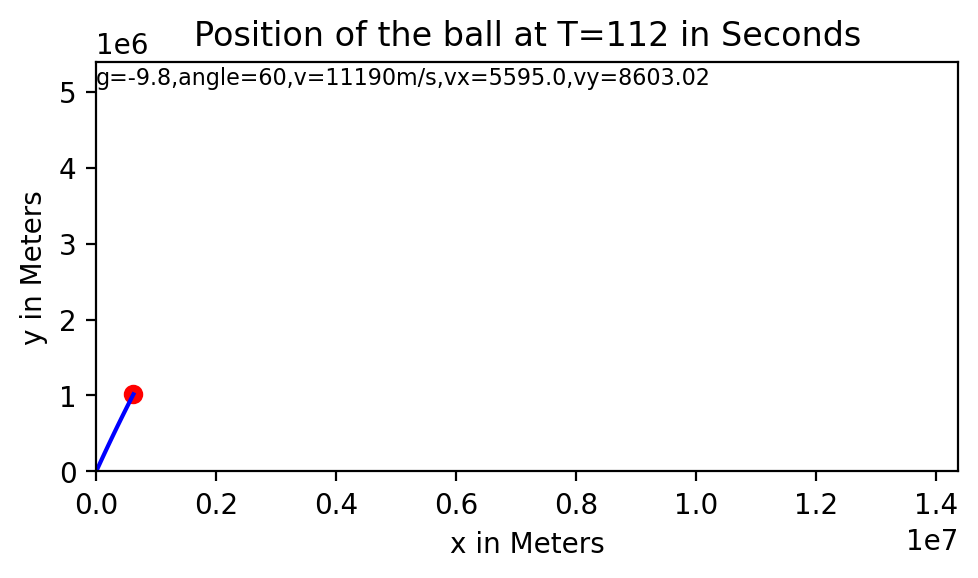 Position of the ball at T=112 in Seconds
1e6
g=-9.8,angle=60,v=11190m/s,vx=5595.0,vy=8603.02
5
4
3
2
1
0
y in Meters
0.0 0.2 0.4 0.6 0.8 1.0 1.2 1.4
x in Meters
1e7